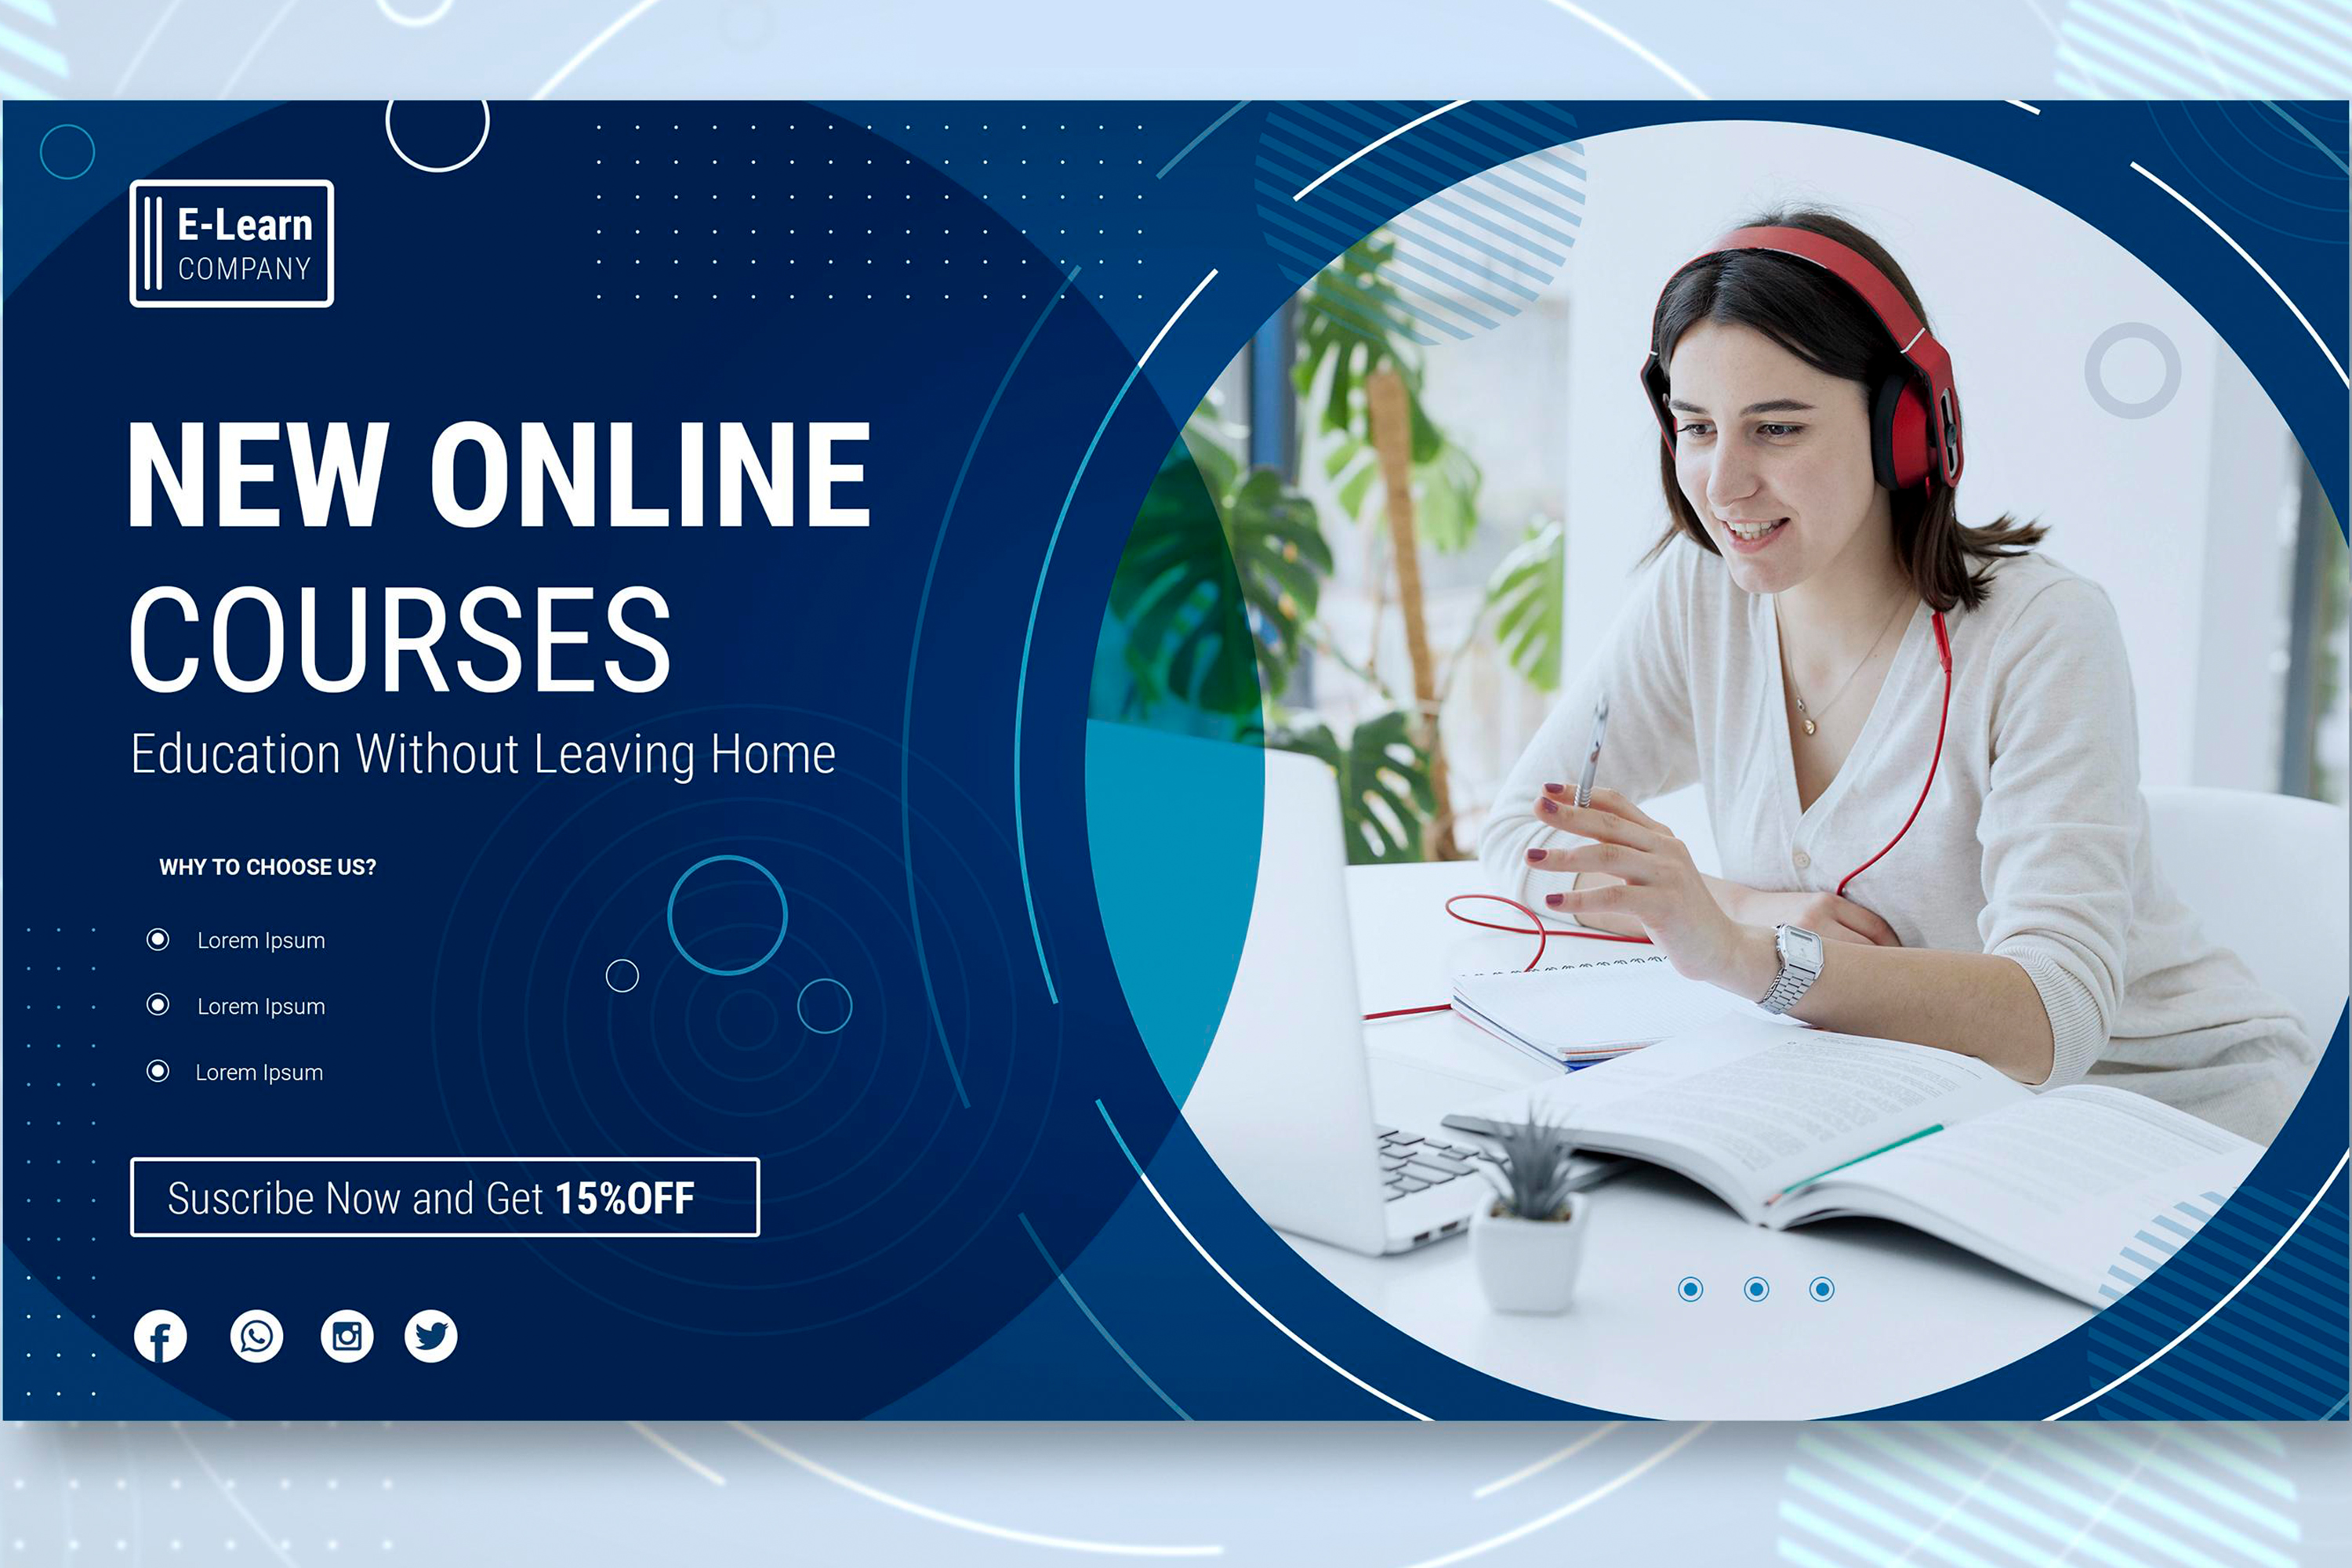 E-Learn
COMPANY
NEW ONLINE
COURSES
Education Without Leaving Home
WHY TO CHOOSE US?
Lorem Ipsum
Lorem Ipsum
Lorem Ipsum
Suscribe Now and Get 15%OFF